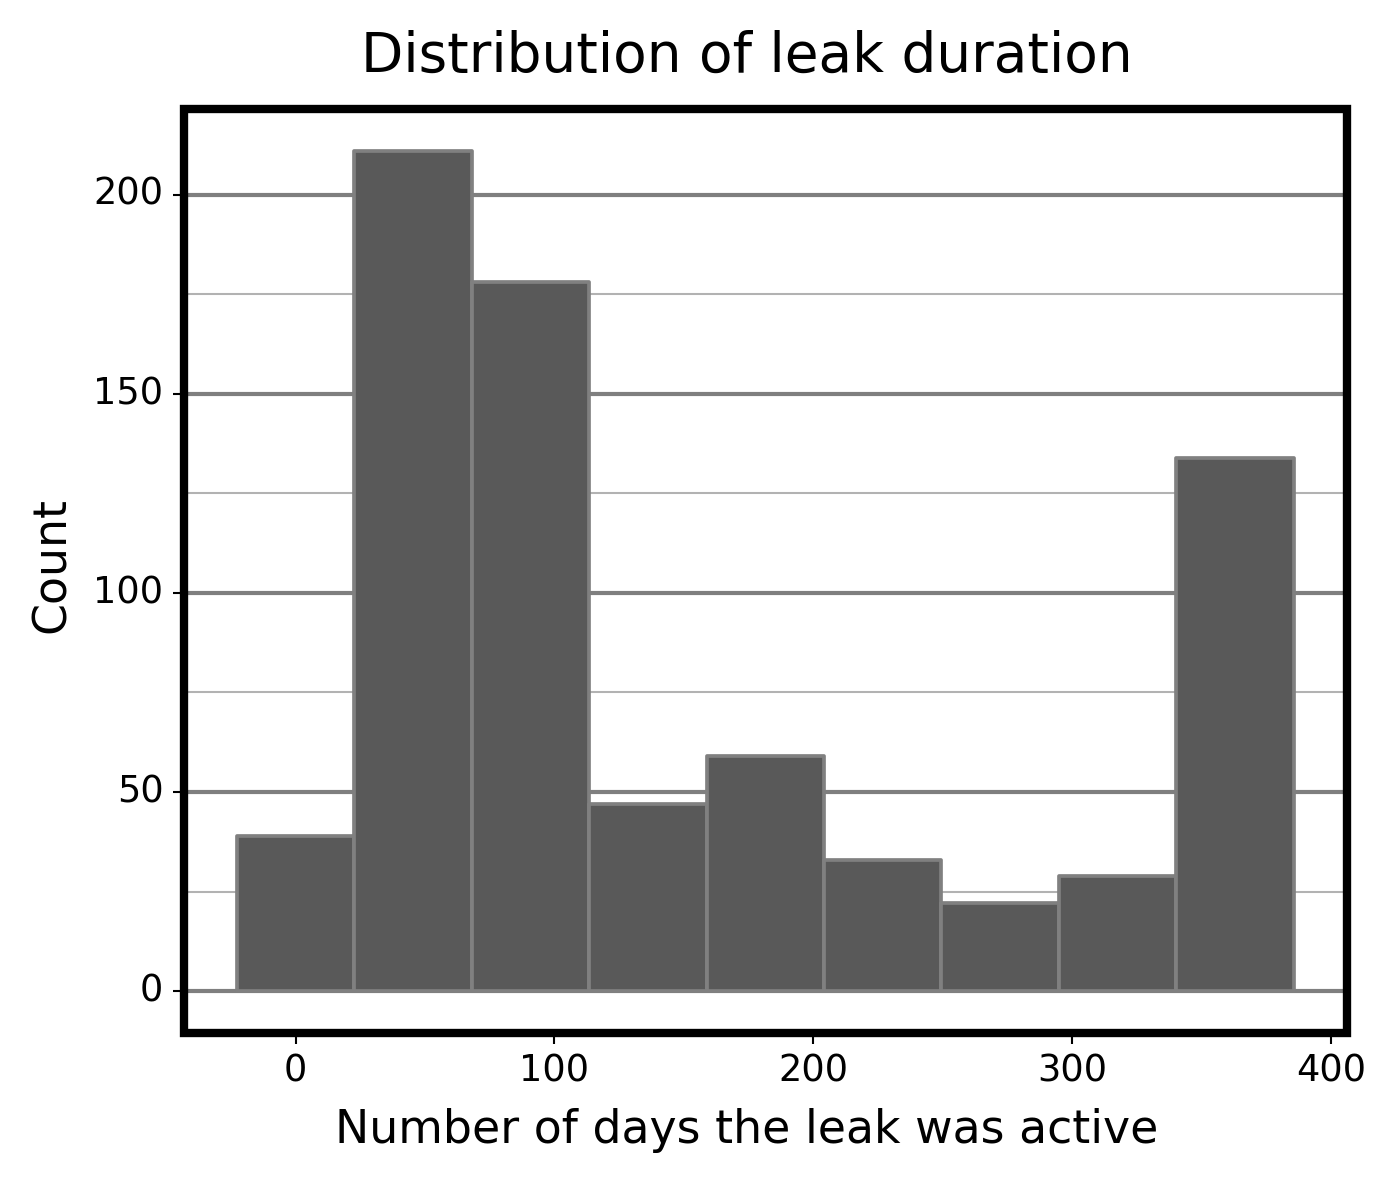 Distribution of leak duration
200
150
100
50
0
Count
0 100 200 300 400
Number of days the leak was active